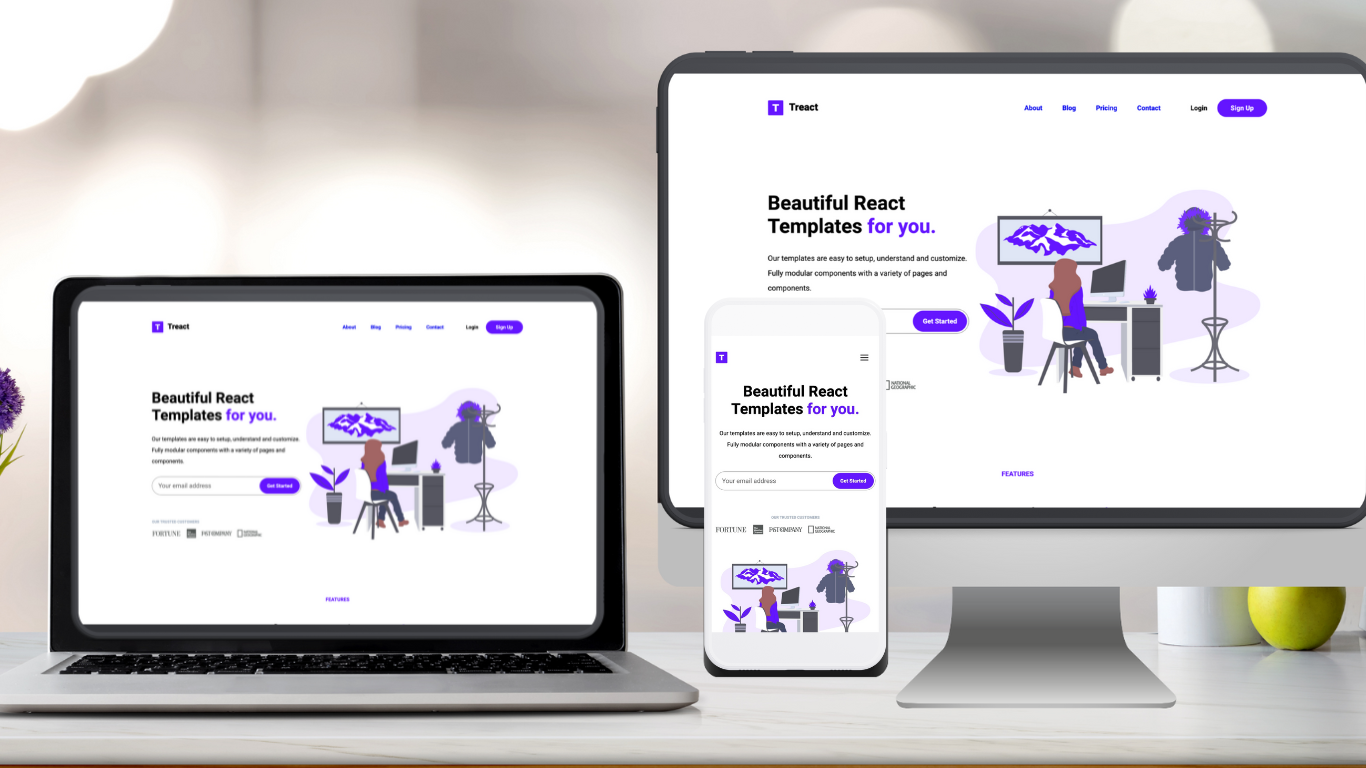 T Treact
About Blog Pricing Contact Login Sign Up
Beautiful React
Templates for you.
Our templates are easy to setup, understand and customize.
Fully modular components with a variety of pages and
components.
Your email address Get Started
OUR TRUSTED CUSTOMERS
FORTUNE FAST COMPANY NATIONAL
GEOGRAPHIC
FEATURES
T
Beautiful React
Templates for you.
Our templates are easy to setup, understand and customize.
Fully modular components with a variety of pages and
components.
Your email address Get Started
OUR TRUSTED CUSTOMERS
FORTUNE FAST COMPANY NATIONAL
GEOGRAPHIC
T Treact
About Blog Pricing Contact Login Sign Up
Beautiful React
Templates for you.
Our templates are easy to setup, understand and customize.
Fully modular components with a variety of pages and
components.
Get Started
NATIONAL
GEOGRAPHIC
FEATURES